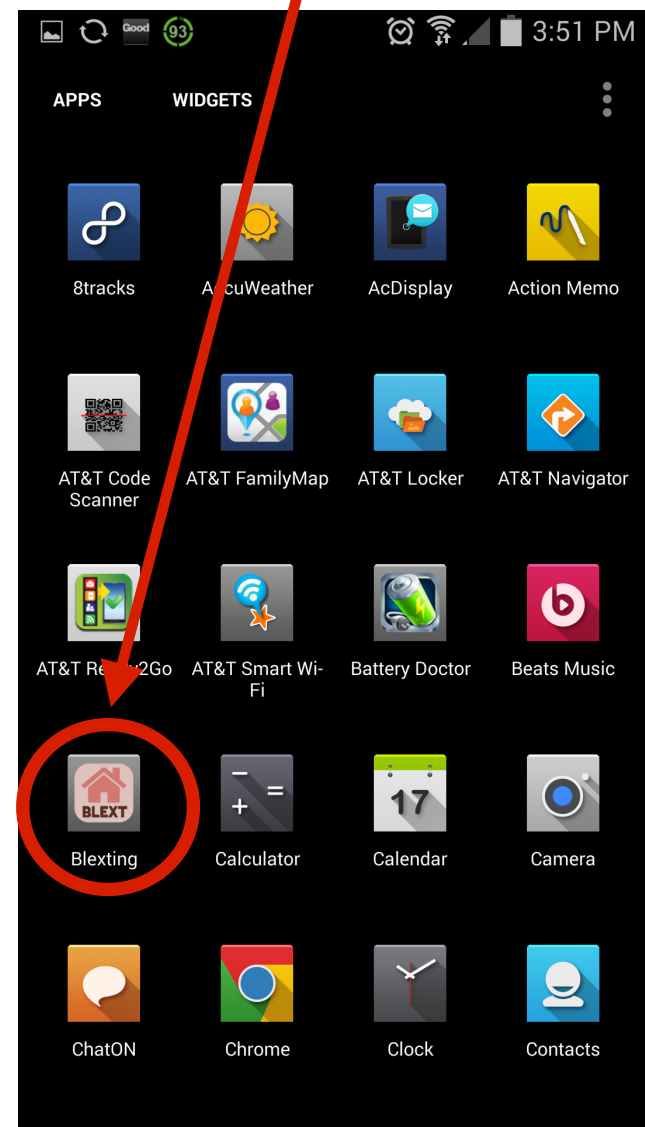 Good 93 3:51 PM
APPS WIDGETS
8tracks AccuWeather AcDisplay Action Memo
AT&T Code Scanner AT&T FamilyMap AT&T Locker AT&T Navigator
AT&T Ready2Go AT&T Smart Wi-Fi Battery Doctor Beats Music
17
BLEXT
Blexting Calculator Calendar Camera
ChatON Chrome Clock Contacts